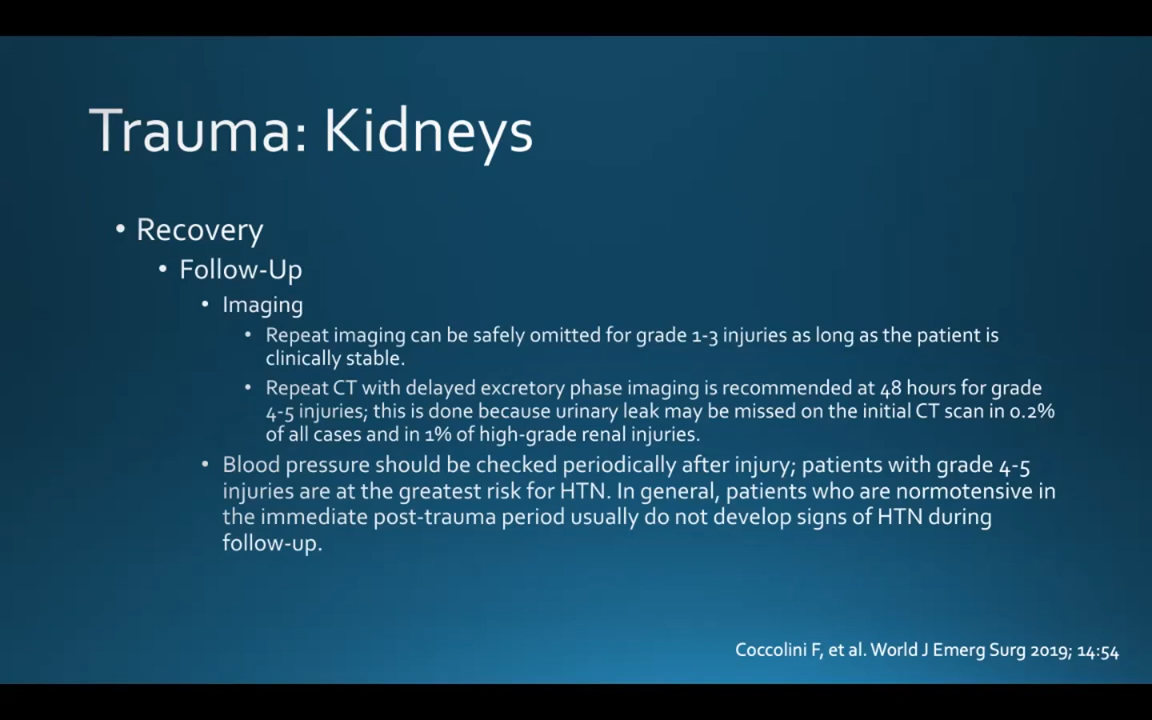 Trauma: Kidneys
• Recovery
• Follow-Up
• Imaging
• Repeat imaging can be safely omitted for grade 1-3 injuries as long as the patient is
clinically stable.
• Repeat CT with delayed excretory phase imaging is recommended at 48 hours for grade
4-5 injuries; this is done because urinary leak may be missed on the initial CT scan in 0.2%
of all cases and in 1% of high-grade renal injuries.
• Blood pressure should be checked periodically after injury; patients with grade 4-5
injuries are at the greatest risk for HTN. In general, patients who are normotensive in
the immediate post-trauma period usually do not develop signs of HTN during
follow-up.
Coccolini F, et al. World J Emerg Surg 2019; 14:54